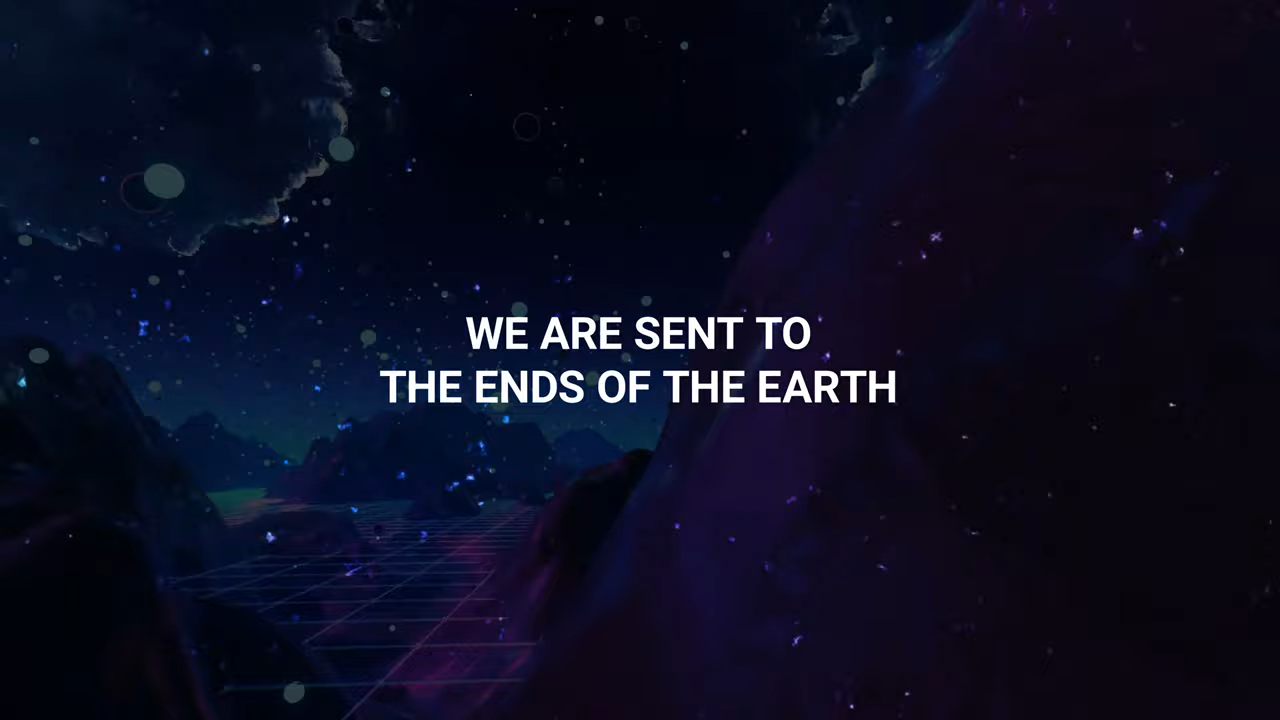 WE ARE SENT TO
THE ENDS OF THE EARTH